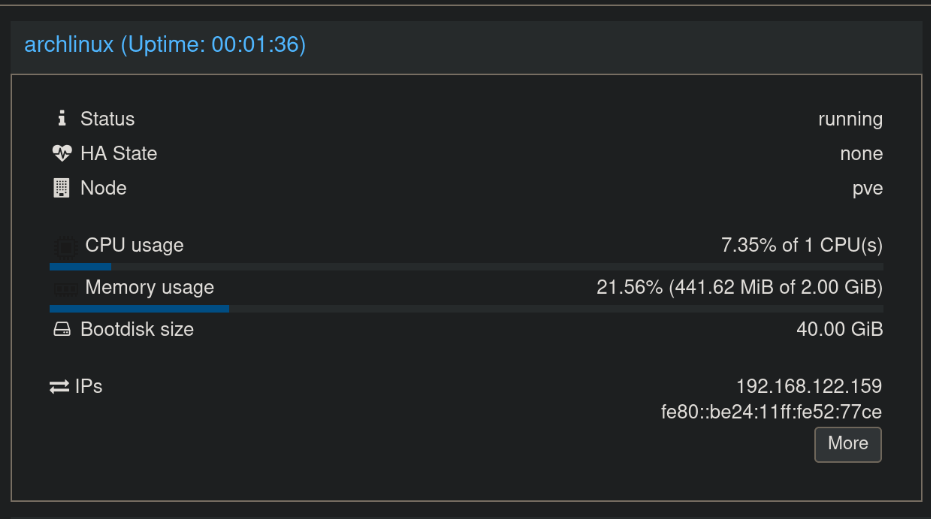 archlinux (Uptime: 00:01:36)
Status running
HA State none
Node pve
CPU usage 7.35% of 1 CPU(s)
Memory usage 21.56% (441.62 MiB of 2.00 GiB)
Bootdisk size 40.00 GiB
IPs 192.168.122.159
fe80::be24:11ff:fe52:77ce
More